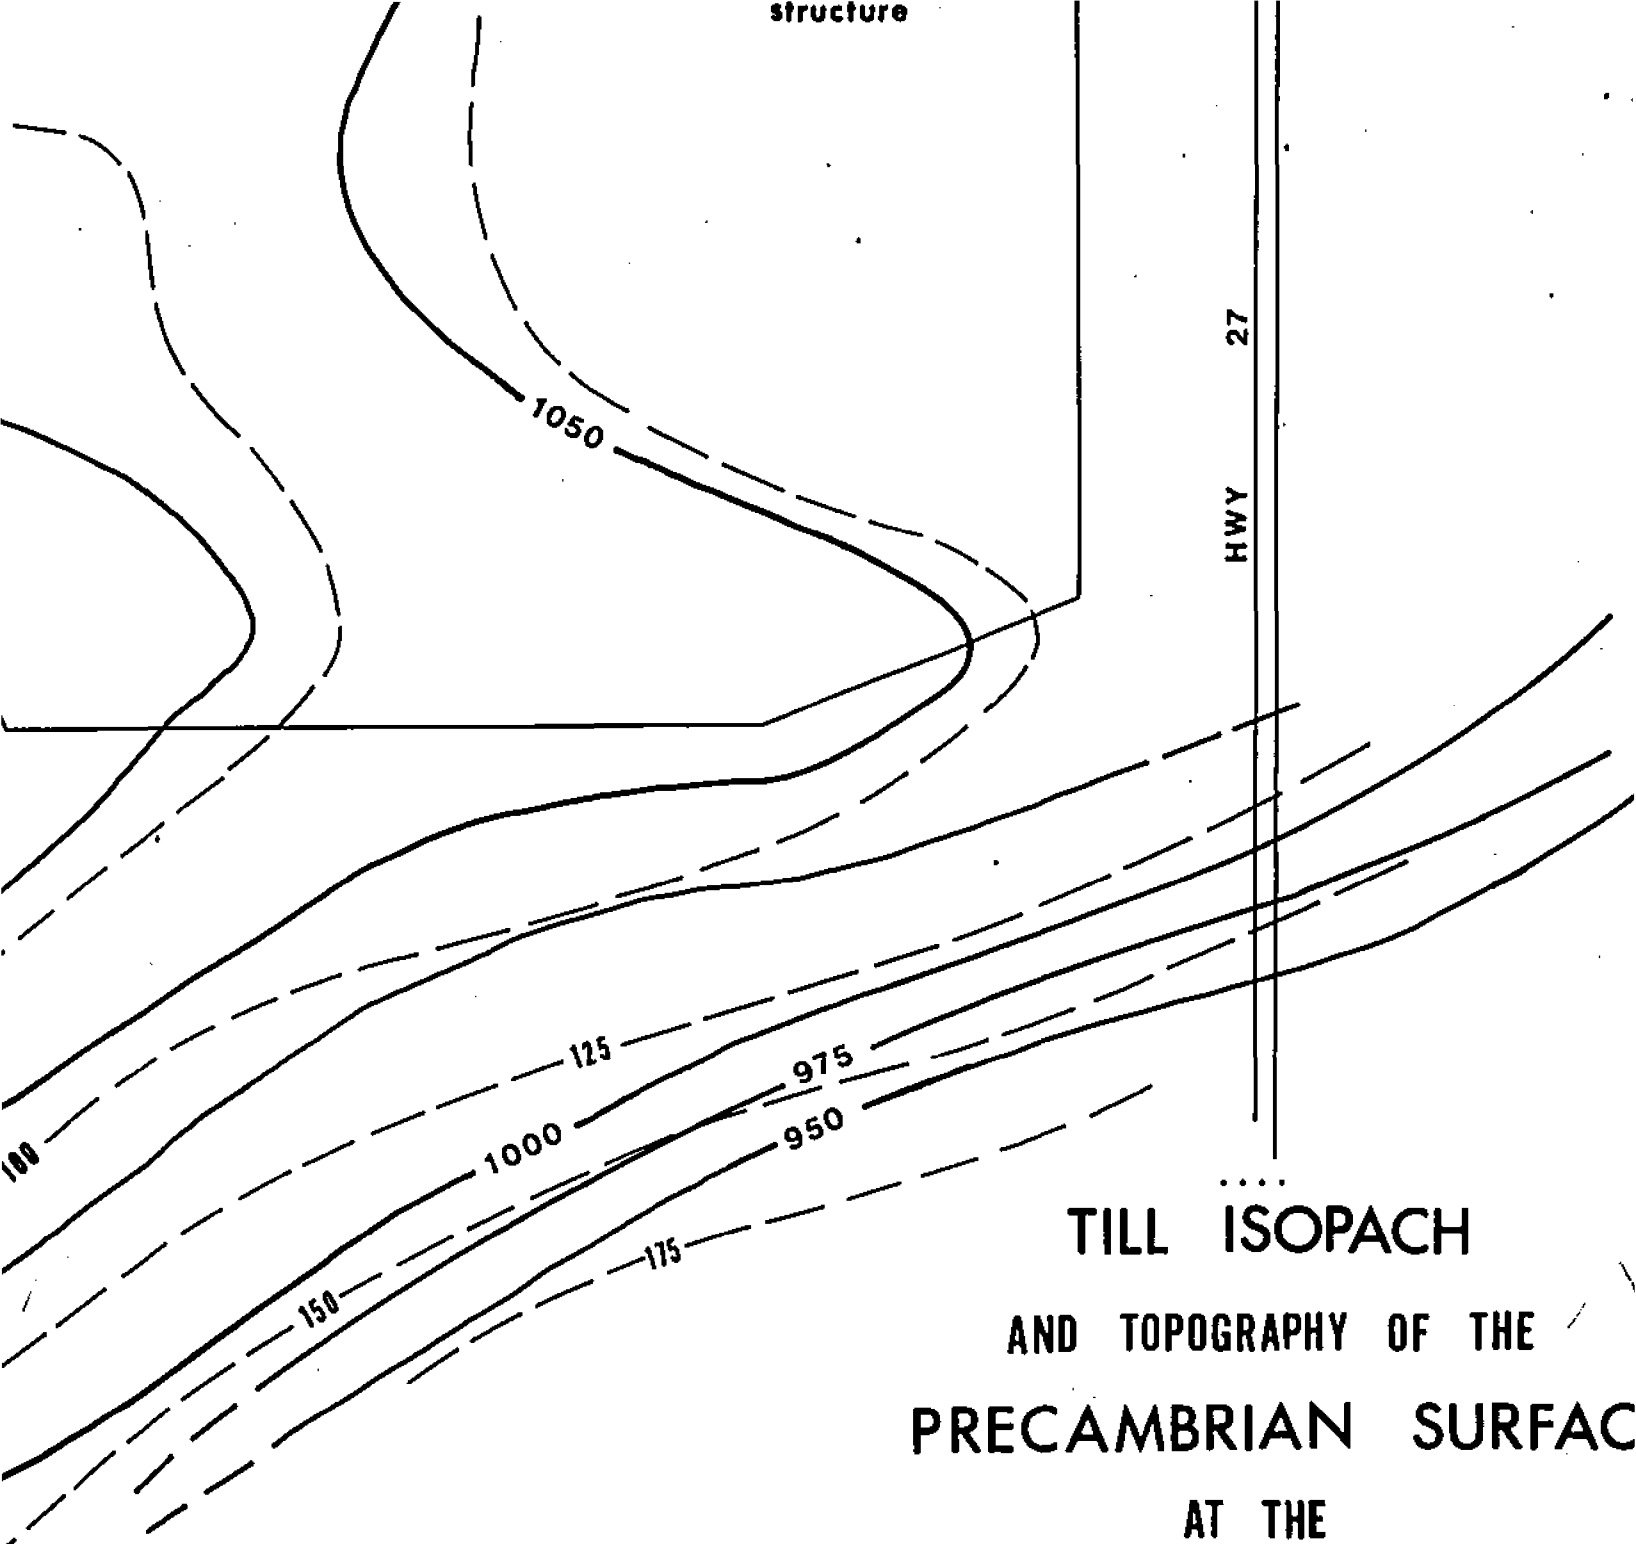 structure
HWY 27
1050
125
975
1000
950
100
175
150
TILL ISOPACH
AND TOPOGRAPHY OF THE
PRECAMBRIAN SURFAC
AT THE